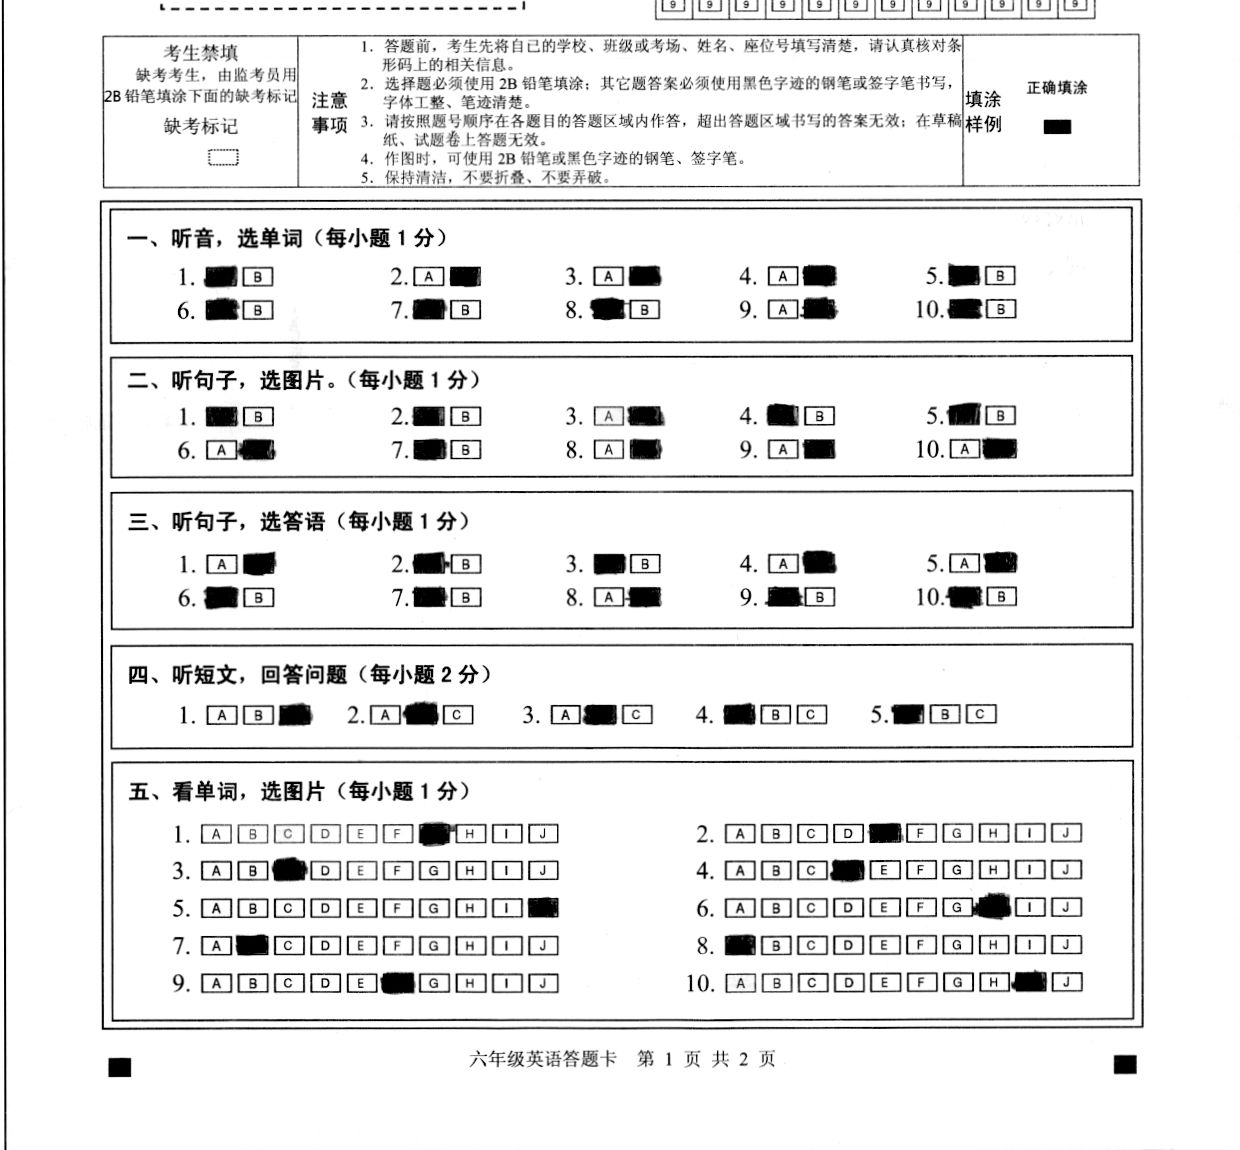 9 9 9 9 9 9 9 9 9 9 9 9
考生禁填
缺考考生，由监考员用
2B 铅笔填涂下面的缺考标记
缺考标记
注意
事项
1. 答题前，考生先将自己的学校、班级或考场、姓名、座位号填写清楚，请认真核对条
形码上的相关信息。
2. 选择题必须使用 2B 铅笔填涂；其它题答案必须使用黑色字迹的钢笔或签字笔书写，
字体工整、笔迹清楚。
3. 请按照题号顺序在各题目的答题区域内作答，超出答题区域书写的答案无效；在草稿
纸、试题卷上答题无效。
4. 作图时，可使用 2B 铅笔或黑色字迹的钢笔、签字笔。
5. 保持清洁，不要折叠、不要弄破。
填涂
样例
正确填涂
一、听音，选单词（每小题 1 分）
1. B 2. A 3. A 4. A 5. B
6. B 7. B 8. B 9. A 10. B
二、听句子，选图片。（每小题 1 分）
1. B 2. B 3. A 4. B 5. B
6. A 7. B 8. A 9. A 10. A
三、听句子，选答语（每小题 1 分）
1. A 2. B 3. B 4. A 5. A
6. B 7. B 8. A 9. B 10. B
四、听短文，回答问题（每小题 2 分）
1. A B 2. A C 3. A C 4. B C 5. B C
五、看单词，选图片（每小题 1 分）
1. A B C D E F H I J 2. A B C D F G H I J
3. A B D E F G H I J 4. A B C E F G H I J
5. A B C D E F G H I 6. A B C D E F G I J
7. A C D E F G H I J 8. B C D E F G H I J
9. A B C D E G H I J 10. A B C D E F G H J
六年级英语答题卡 第 1 页 共 2 页